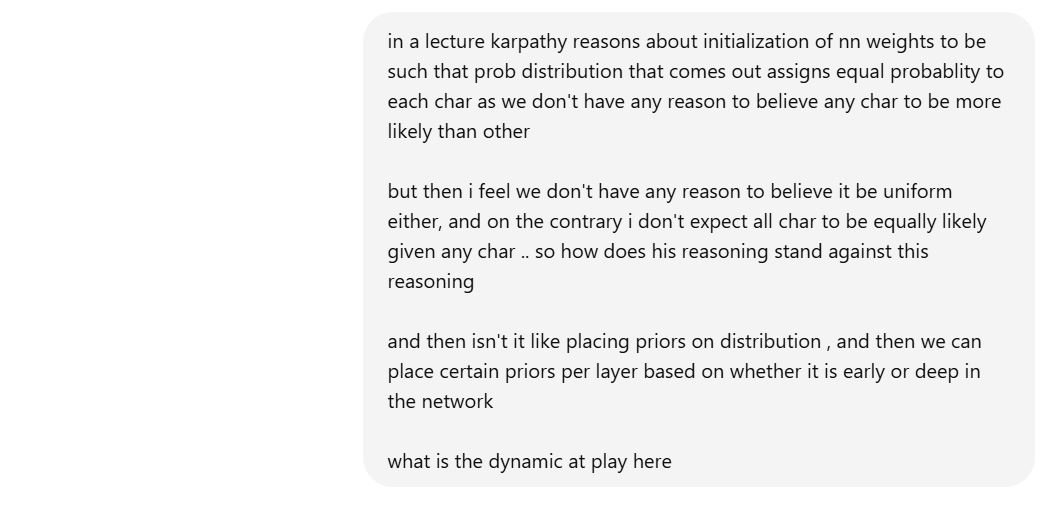 in a lecture karpathy reasons about initialization of nn weights to be
such that prob distribution that comes out assigns equal probablity to
each char as we don't have any reason to believe any char to be more
likely than other
but then i feel we don't have any reason to believe it be uniform
either, and on the contrary i don't expect all char to be equally likely
given any char .. so how does his reasoning stand against this
reasoning
and then isn't it like placing priors on distribution , and then we can
place certain priors per layer based on whether it is early or deep in
the network
what is the dynamic at play here